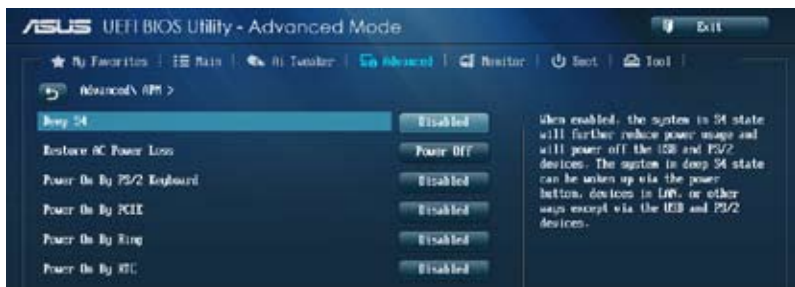 ASUS UEFI BIOS Utility - Advanced Mode
Exit
My Favorites Main Ai Tweaker Advanced Monitor Boot Tool
Advanced\ APM >
Deep S4 Disabled
Restore AC Power Loss Power Off
Power On By PS/2 Keyboard Disabled
Power On By PCIE Disabled
Power On By Ring Disabled
Power On By RTC Disabled
When enabled, the system in S4 state
will further reduce power usage and
will power off the USB and PS/2
devices. The system in deep S4 state
can be woken up via the power
button, devices in LAN, or other
ways except via the USB and PS/2
devices.